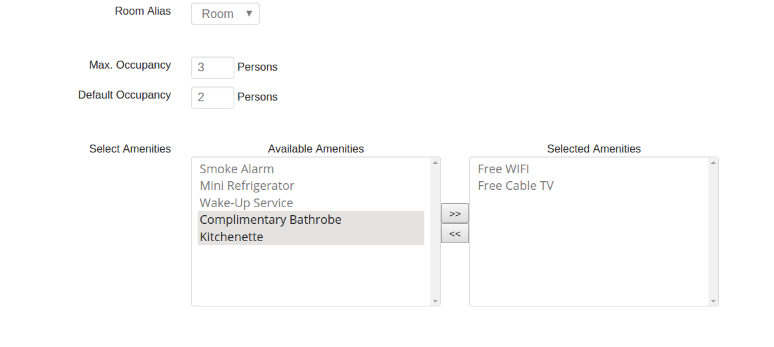 Room Alias Room ▼
Max. Occupancy 3 Persons
Default Occupancy 2 Persons
Select Amenities Available Amenities Selected Amenities
Smoke Alarm Free WIFI
Mini Refrigerator Free Cable TV
Wake-Up Service
Complimentary Bathrobe >>
Kitchenette <<